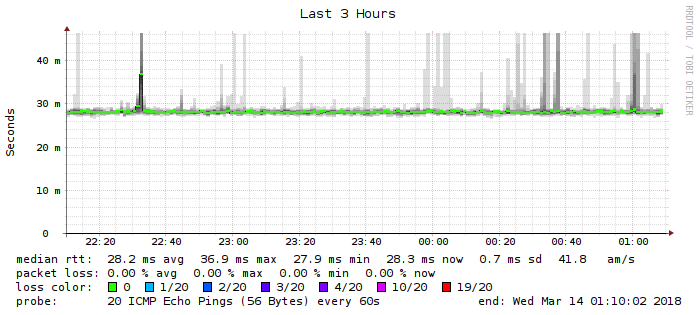 Last 3 Hours
RRDTOOL / TOBI OETIKER
Seconds
40 m
30 m
20 m
10 m
0
22:20 22:40 23:00 23:20 23:40 00:00 00:20 00:40 01:00
median rtt: 28.2 ms avg 36.9 ms max 27.9 ms min 28.3 ms now 0.7 ms sd 41.8 am/s
packet loss: 0.00 % avg 0.00 % max 0.00 % min 0.00 % now
loss color: 0 1/20 2/20 3/20 4/20 10/20 19/20
probe: 20 ICMP Echo Pings (56 Bytes) every 60s end: Wed Mar 14 01:10:02 2018